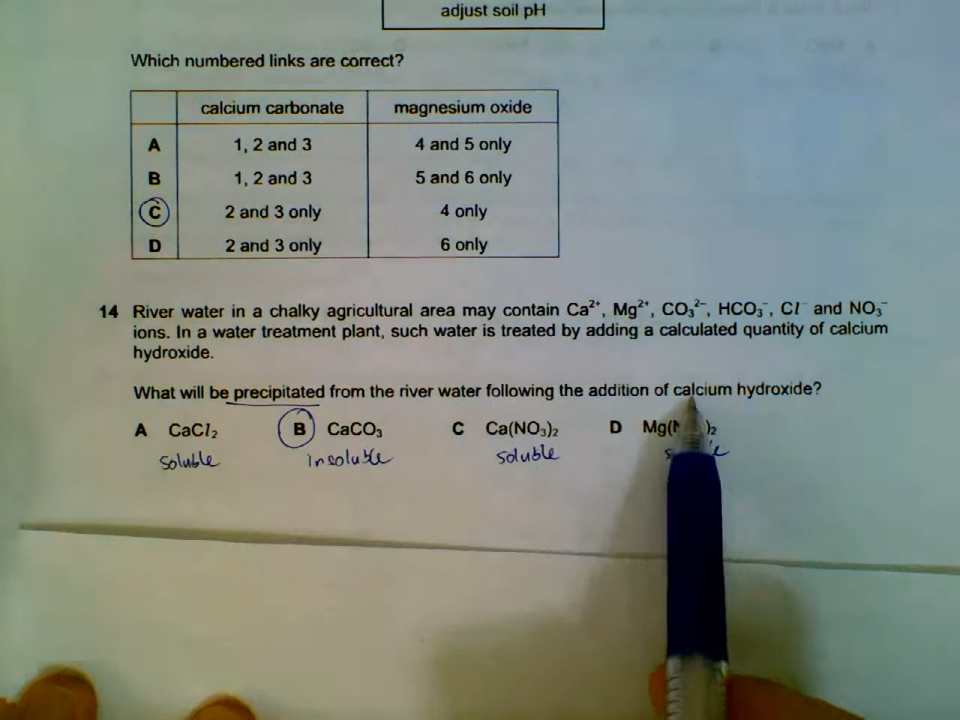 adjust soil pH
Which numbered links are correct?
calcium carbonate magnesium oxide
A 1, 2 and 3 4 and 5 only
B 1, 2 and 3 5 and 6 only
C 2 and 3 only 4 only
D 2 and 3 only 6 only
14 River water in a chalky agricultural area may contain Ca²⁺, Mg²⁺, CO₃²⁻, HCO₃⁻, Cl⁻ and NO₃⁻
ions. In a water treatment plant, such water is treated by adding a calculated quantity of calcium
hydroxide.
What will be precipitated from the river water following the addition of calcium hydroxide?
A CaCl₂ B CaCO₃ C Ca(NO₃)₂ D
soluble insoluble soluble